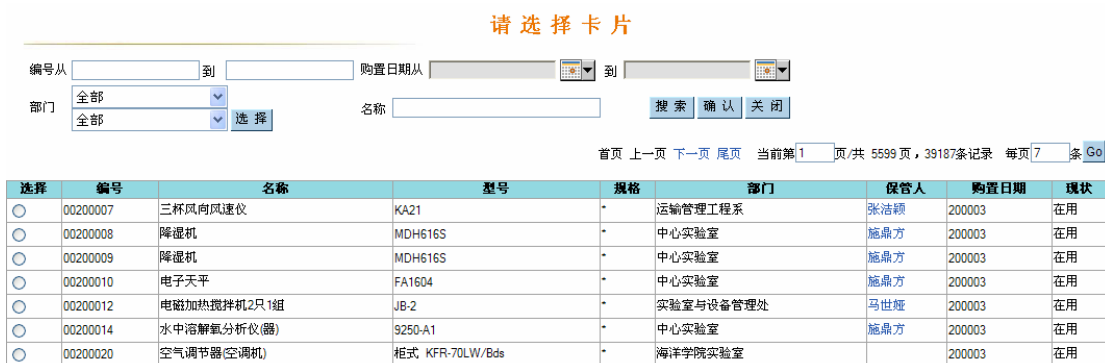 请选择卡片
编号从 到 购置日期从 到
部门 全部 名称 搜索 确认 关闭
全部 选择
首页 上一页 下一页 尾页 当前第 1 页/共 5599 页，39187条记录 每页 7 条 Go
选择 编号 名称 型号 规格 部门 保管人 购置日期 现状
00200007 三杯风向风速仪 KA21 * 运输管理工程系 张洁颖 200003 在用
00200008 降湿机 MDH616S * 中心实验室 施鼎方 200003 在用
00200009 降湿机 MDH616S * 中心实验室 施鼎方 200003 在用
00200010 电子天平 FA1604 * 中心实验室 施鼎方 200003 在用
00200012 电磁加热搅拌机2只1组 JB-2 * 实验室与设备管理处 马世娅 200003 在用
00200014 水中溶解氧分析仪(器) 9250-A1 * 中心实验室 施鼎方 200003 在用
00200020 空气调节器(空调机) 柜式 KFR-70LW/Bds * 海洋学院实验室 200003 在用